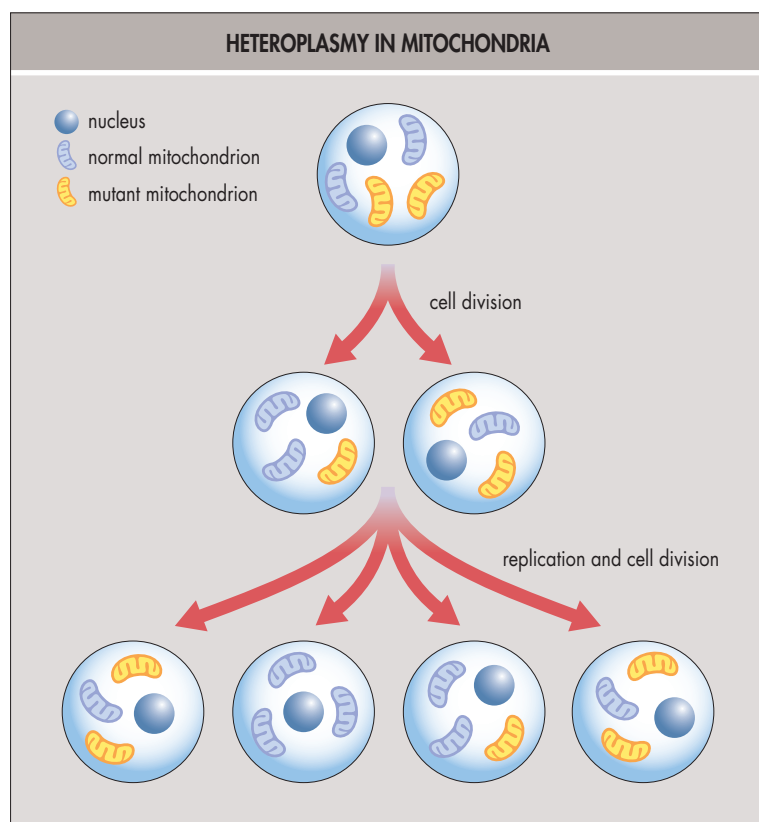 HETEROPLASMY IN MITOCHONDRIA
nucleus
normal mitochondrion
mutant mitochondrion
cell division
replication and cell division